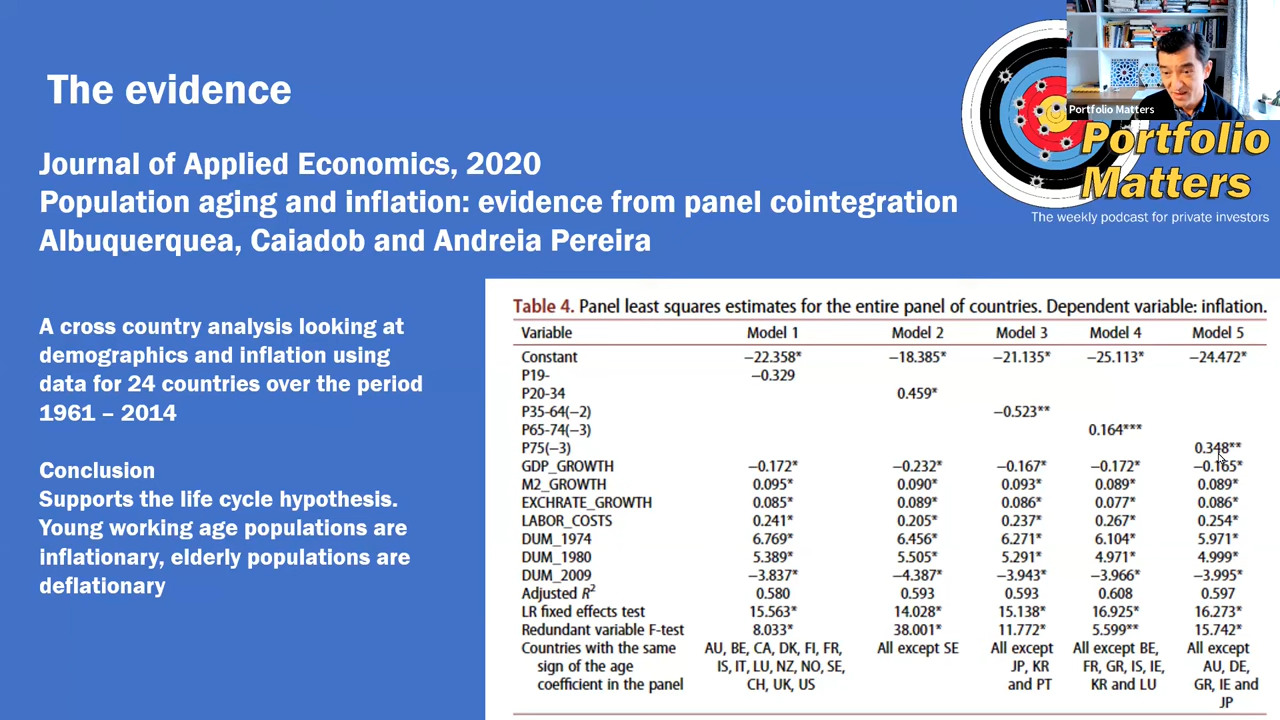 The evidence
Portfolio Matters
Portfolio
Matters
The weekly podcast for private investors
Journal of Applied Economics, 2020
Population aging and inflation: evidence from panel cointegration
Albuquerquea, Caiadob and Andreia Pereira
A cross country analysis looking at
demographics and inflation using
data for 24 countries over the period
1961 – 2014
Conclusion
Supports the life cycle hypothesis.
Young working age populations are
inflationary, elderly populations are
deflationary
Table 4. Panel least squares estimates for the entire panel of countries. Dependent variable: inflation.
Variable Model 1 Model 2 Model 3 Model 4 Model 5
Constant −22.358* −18.385* −21.135* −25.113* −24.472*
P19- −0.329
P20-34 0.459*
P35-64(−2) −0.523**
P65-74(−3) 0.164***
P75(−3) 0.348**
GDP_GROWTH −0.172* −0.232* −0.167* −0.172* −0.165*
M2_GROWTH 0.095* 0.090* 0.093* 0.089* 0.089*
EXCHRATE_GROWTH 0.085* 0.089* 0.086* 0.077* 0.086*
LABOR_COSTS 0.241* 0.205* 0.237* 0.267* 0.254*
DUM_1974 6.769* 6.456* 6.271* 6.104* 5.971*
DUM_1980 5.389* 5.505* 5.291* 4.971* 4.999*
DUM_2009 −3.837* −4.387* −3.943* −3.966* −3.995*
Adjusted R² 0.580 0.593 0.593 0.608 0.597
LR fixed effects test 15.563* 14.028* 15.138* 16.925* 16.273*
Redundant variable F-test 8.033* 38.001* 11.772* 5.599** 15.742*
Countries with the same AU, BE, CA, DK, FI, FR, All except SE All except All except BE, All except
sign of the age IS, IT, LU, NZ, NO, SE, JP, KR FR, GR, IS, IE, AU, DE,
coefficient in the panel CH, UK, US and PT KR and LU GR, IE and
JP